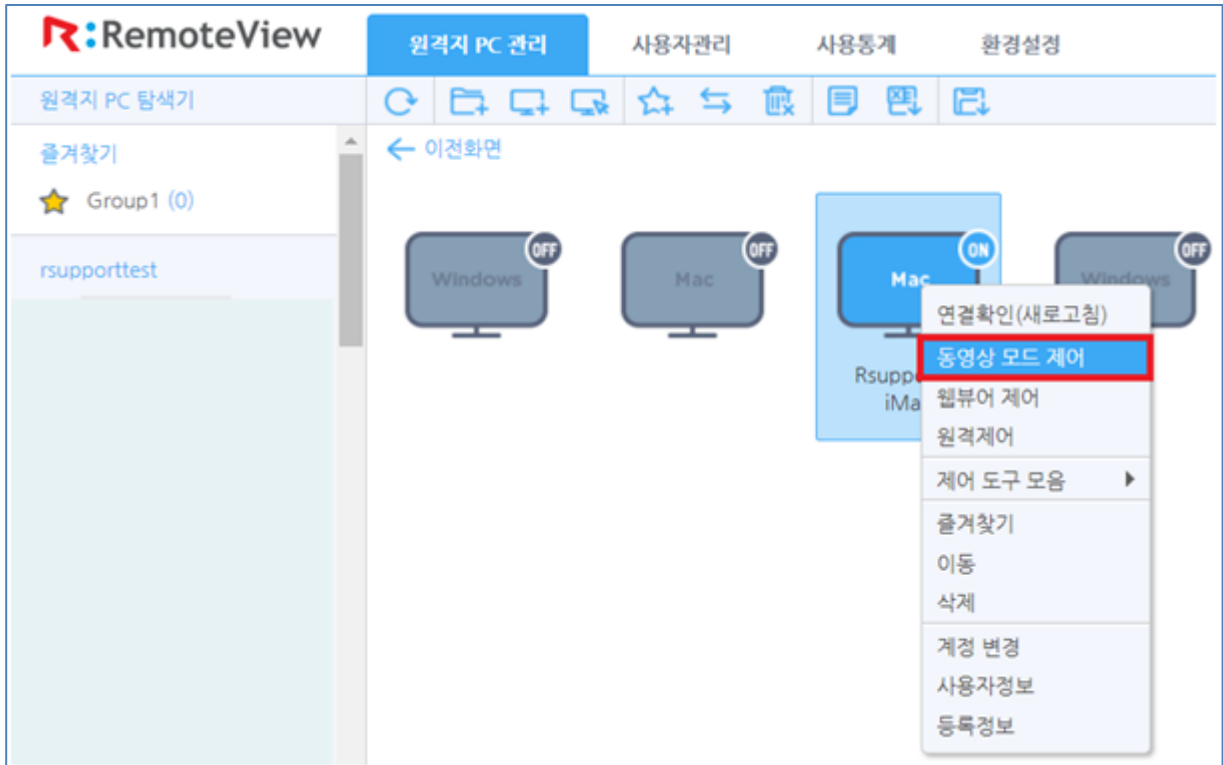 R:RemoteView
원격지 PC 관리
사용자관리
사용통계
환경설정
원격지 PC 탐색기
즐겨찾기
Group1 (0)
rsupporttest
이전화면
Windows
OFF
Mac
OFF
Mac
ON
Windows
OFF
Rsuppo
iMa
연결확인(새로고침)
동영상 모드 제어
웹뷰어 제어
원격제어
제어 도구 모음
즐겨찾기
이동
삭제
계정 변경
사용자정보
등록정보